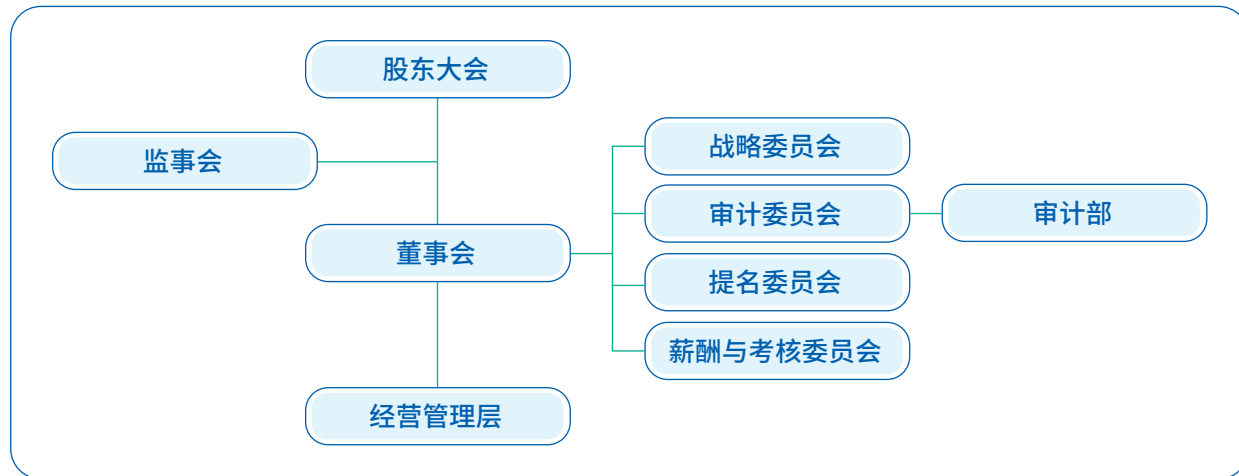 股东大会
监事会
董事会
经营管理层
战略委员会
审计委员会
审计部
提名委员会
薪酬与考核委员会